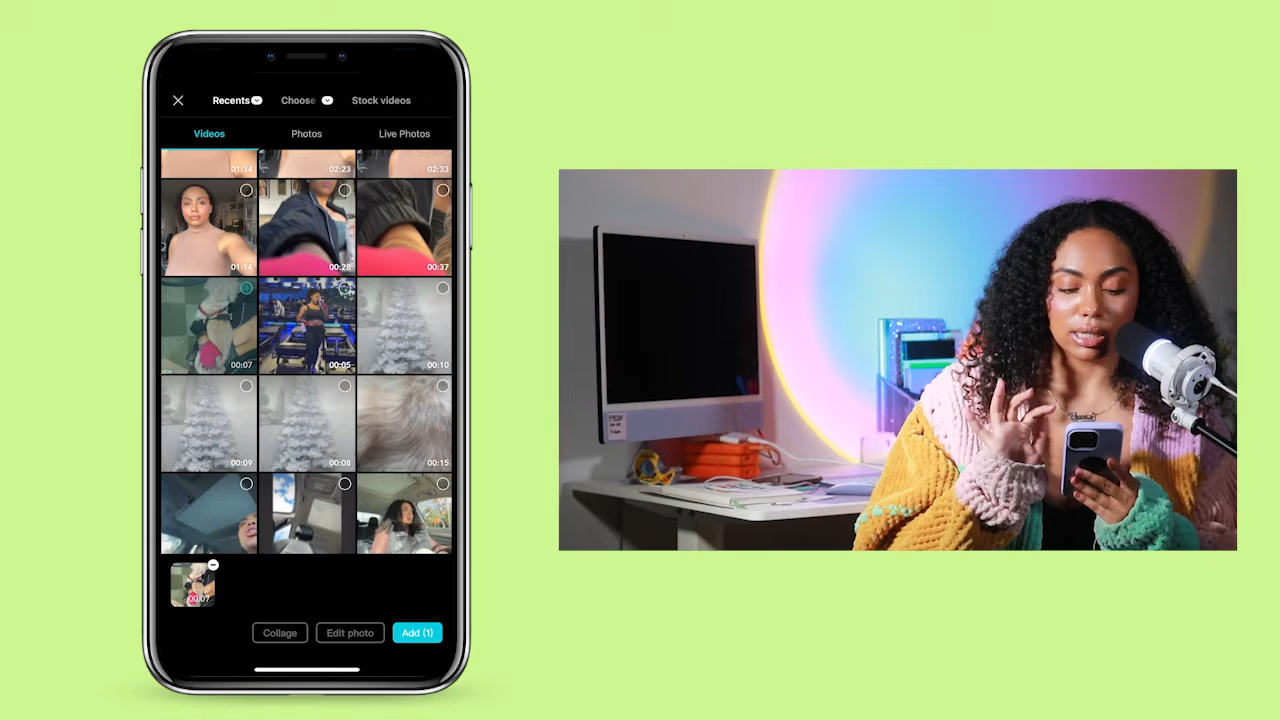 Recents Choose Stock videos
Videos Photos Live Photos
01:34 02:23 02:33
01:14 00:28 00:37
00:07 00:05 00:10
00:09 00:08 00:15
00:07
Collage Edit photo Add (1)